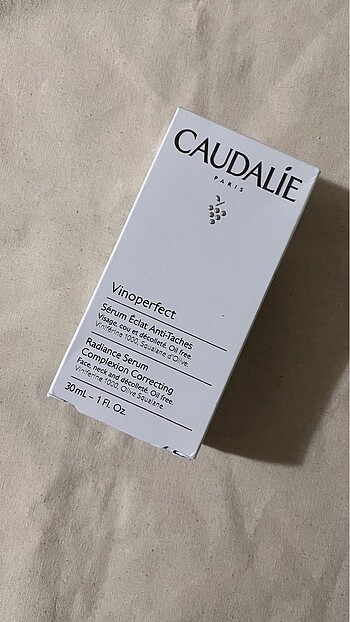 CAUDALÍE
PARIS
Vinoperfect
Sérum Éclat Anti-Taches
Visage, cou et décolleté. Oil free.
Viniférine 1000, Squalane d'Olive.
Radiance Serum
Complexion Correcting
Face, neck and décolleté. Oil free.
Viniferine 1000, Olive Squalane.
30mL – 1 Fl. Oz.